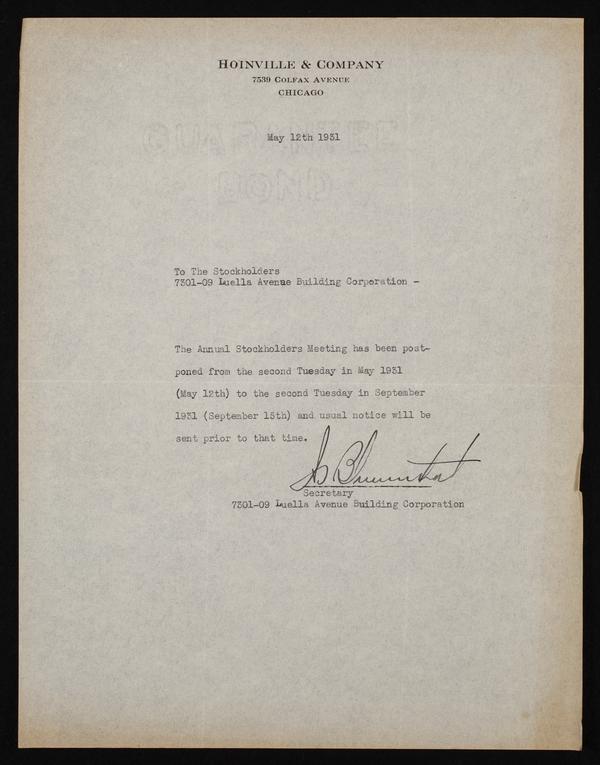 HOINVILLE & COMPANY
7539 COLFAX AVENUE
CHICAGO
May 12th 1931
To The Stockholders
7301-09 Luella Avenue Building Corporation -
The Annual Stockholders Meeting has been post-
poned from the second Tuesday in May 1931
(May 12th) to the second Tuesday in September
1931 (September 15th) and usual notice will be
sent prior to that time.
Secretary
7301-09 Luella Avenue Building Corporation